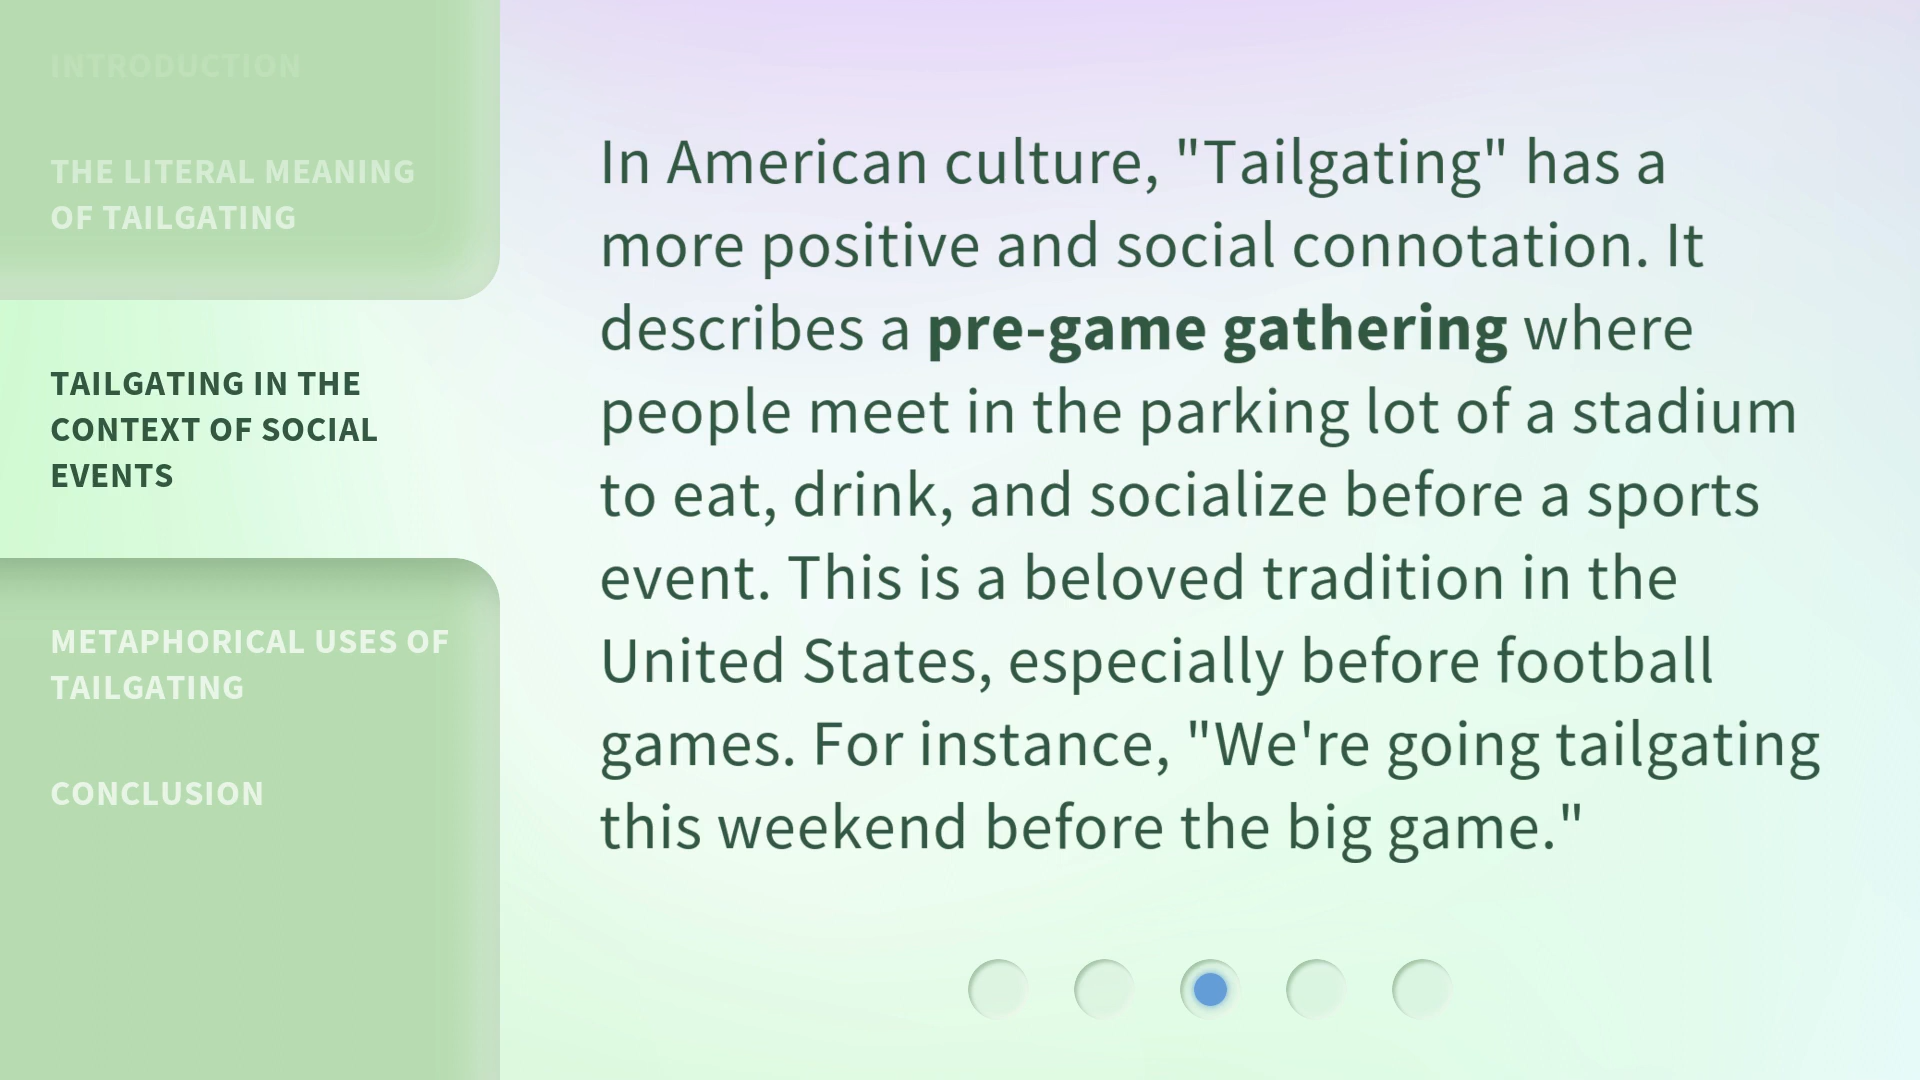 INTRODUCTION
THE LITERAL MEANING
OF TAILGATING
TAILGATING IN THE
CONTEXT OF SOCIAL
EVENTS
METAPHORICAL USES OF
TAILGATING
CONCLUSION
In American culture, "Tailgating" has a
more positive and social connotation. It
describes a pre-game gathering where
people meet in the parking lot of a stadium
to eat, drink, and socialize before a sports
event. This is a beloved tradition in the
United States, especially before football
games. For instance, "We're going tailgating
this weekend before the big game."